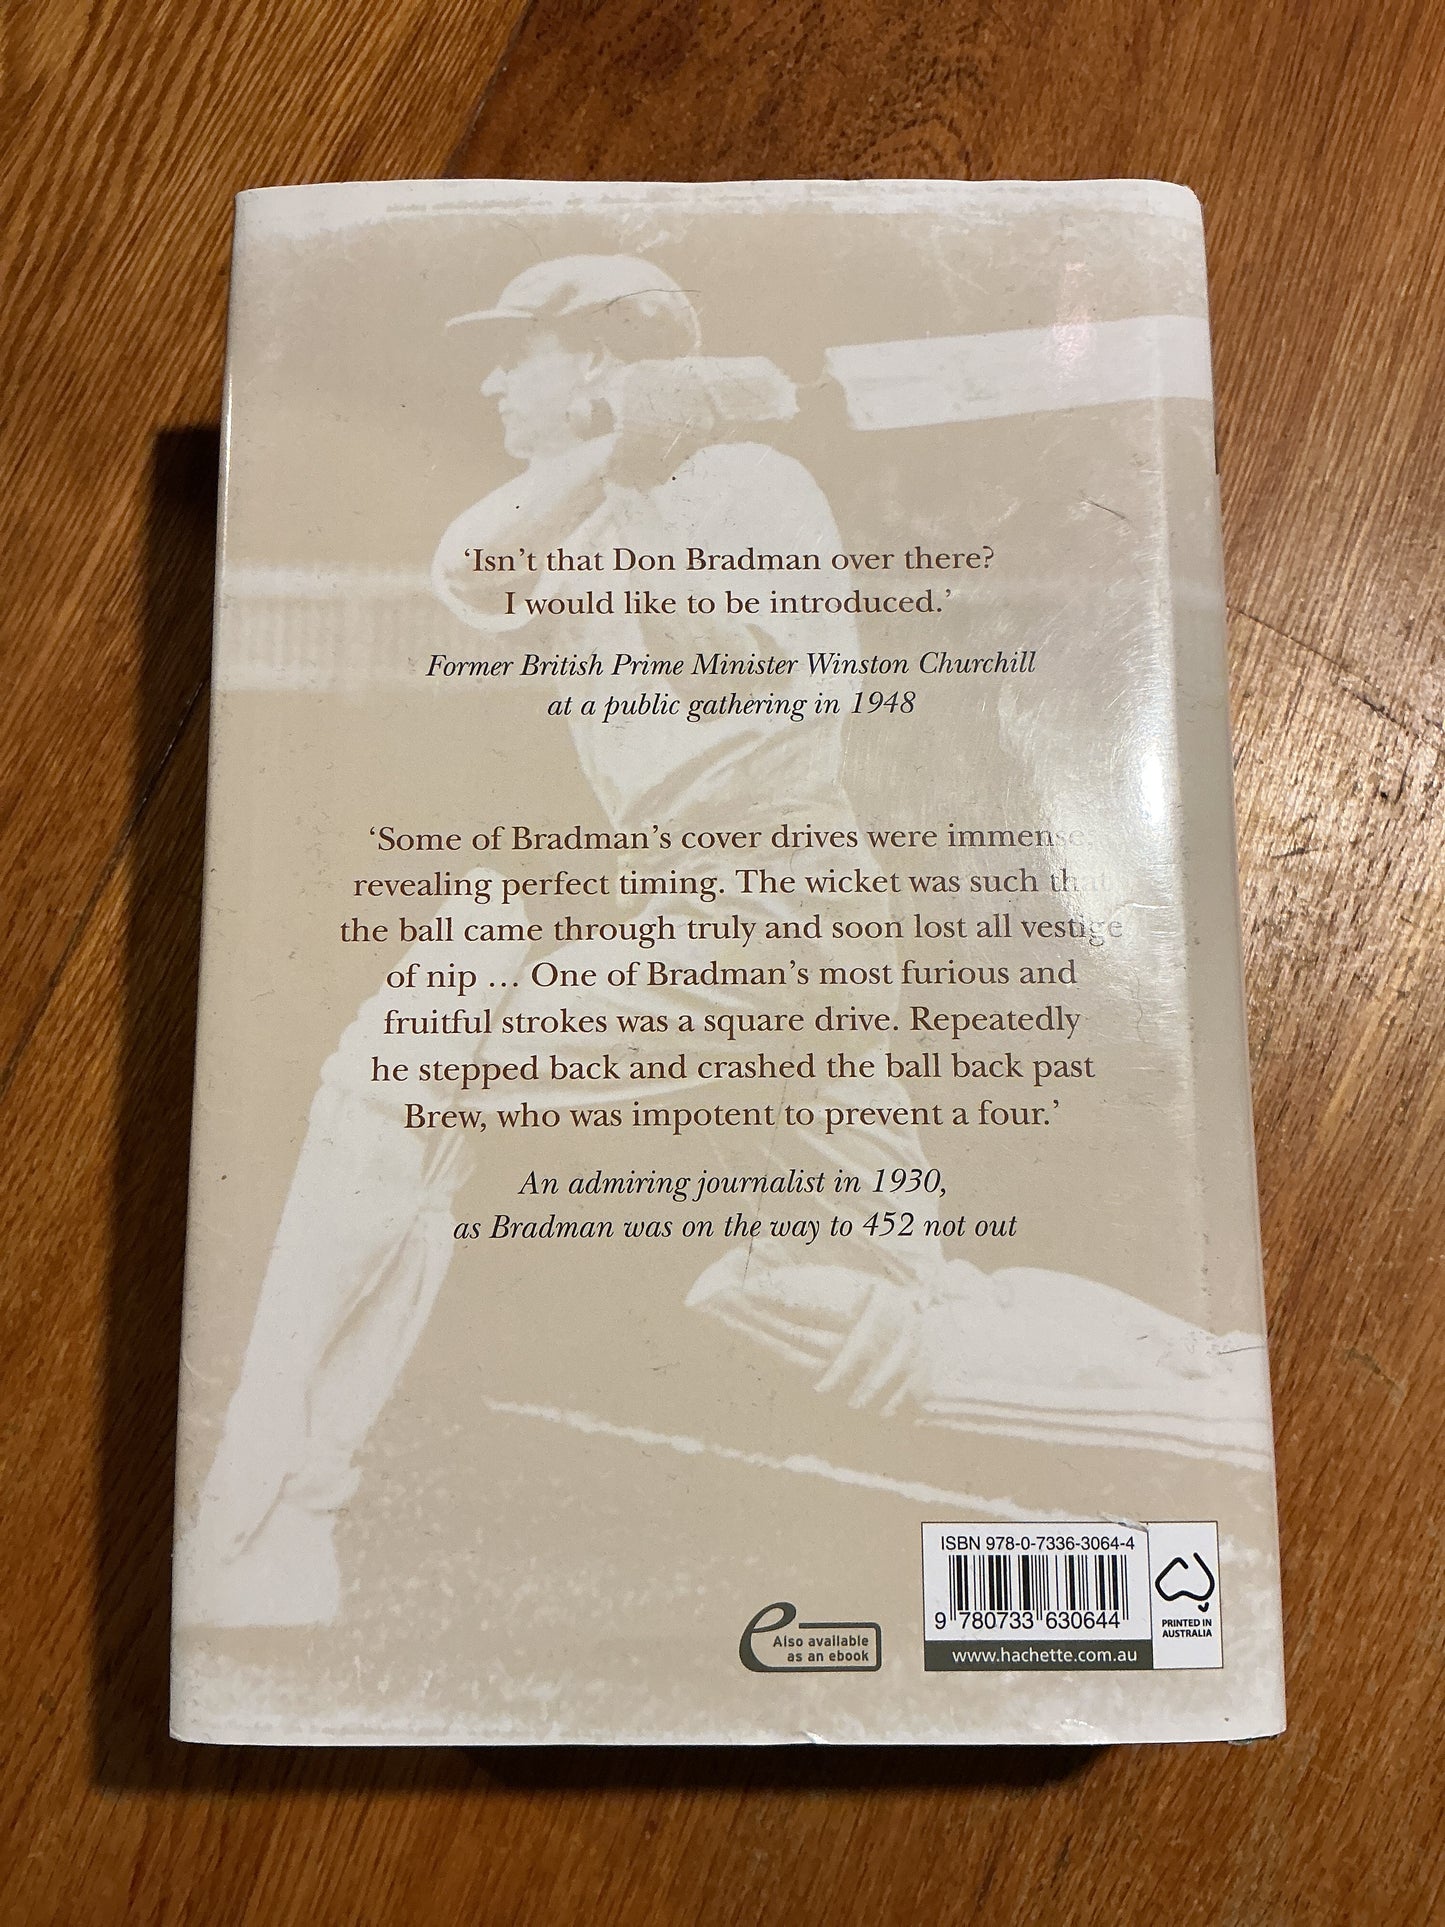 ‘Isn’t that Don Bradman over there?
I would like to be introduced.’
Former British Prime Minister Winston Churchill
at a public gathering in 1948
‘Some of Bradman’s cover drives were immense,
revealing perfect timing. The wicket was such that
the ball came through truly and soon lost all vestige
of nip … One of Bradman’s most furious and
fruitful strokes was a square drive. Repeatedly
he stepped back and crashed the ball back past
Brew, who was impotent to prevent a four.’
An admiring journalist in 1930,
as Bradman was on the way to 452 not out
e
Also available
as an ebook
ISBN 978-0-7336-3064-4
9 780733 630644
www.hachette.com.au
PRINTED IN
AUSTRALIA